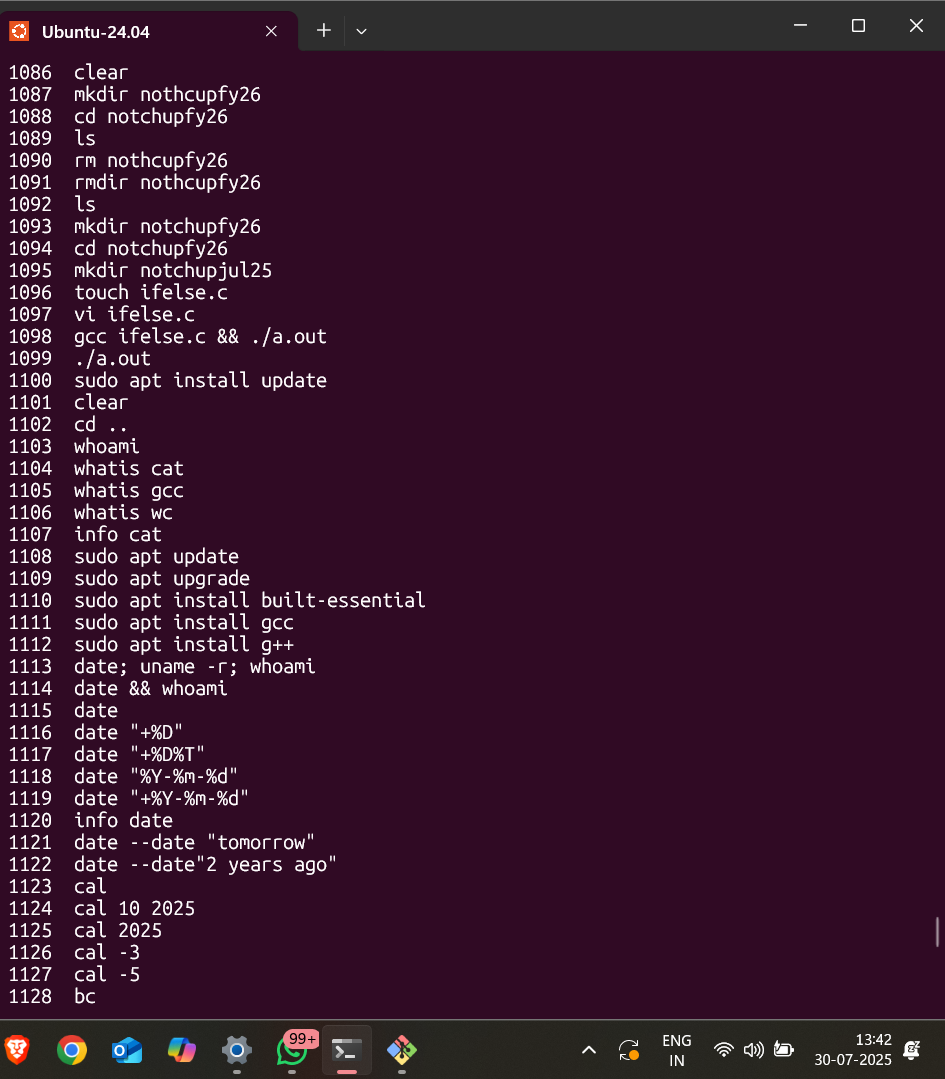 Ubuntu-24.04
1086 clear
1087 mkdir nothcupfy26
1088 cd notchupfy26
1089 ls
1090 rm nothcupfy26
1091 rmdir nothcupfy26
1092 ls
1093 mkdir notchupfy26
1094 cd notchupfy26
1095 mkdir notchupjul25
1096 touch ifelse.c
1097 vi ifelse.c
1098 gcc ifelse.c && ./a.out
1099 ./a.out
1100 sudo apt install update
1101 clear
1102 cd ..
1103 whoami
1104 whatis cat
1105 whatis gcc
1106 whatis wc
1107 info cat
1108 sudo apt update
1109 sudo apt upgrade
1110 sudo apt install built-essential
1111 sudo apt install gcc
1112 sudo apt install g++
1113 date; uname -r; whoami
1114 date && whoami
1115 date
1116 date "+%D"
1117 date "+%D%T"
1118 date "%Y-%m-%d"
1119 date "+%Y-%m-%d"
1120 info date
1121 date --date "tomorrow"
1122 date --date"2 years ago"
1123 cal
1124 cal 10 2025
1125 cal 2025
1126 cal -3
1127 cal -5
1128 bc
99+
ENG
IN
13:42
30-07-2025